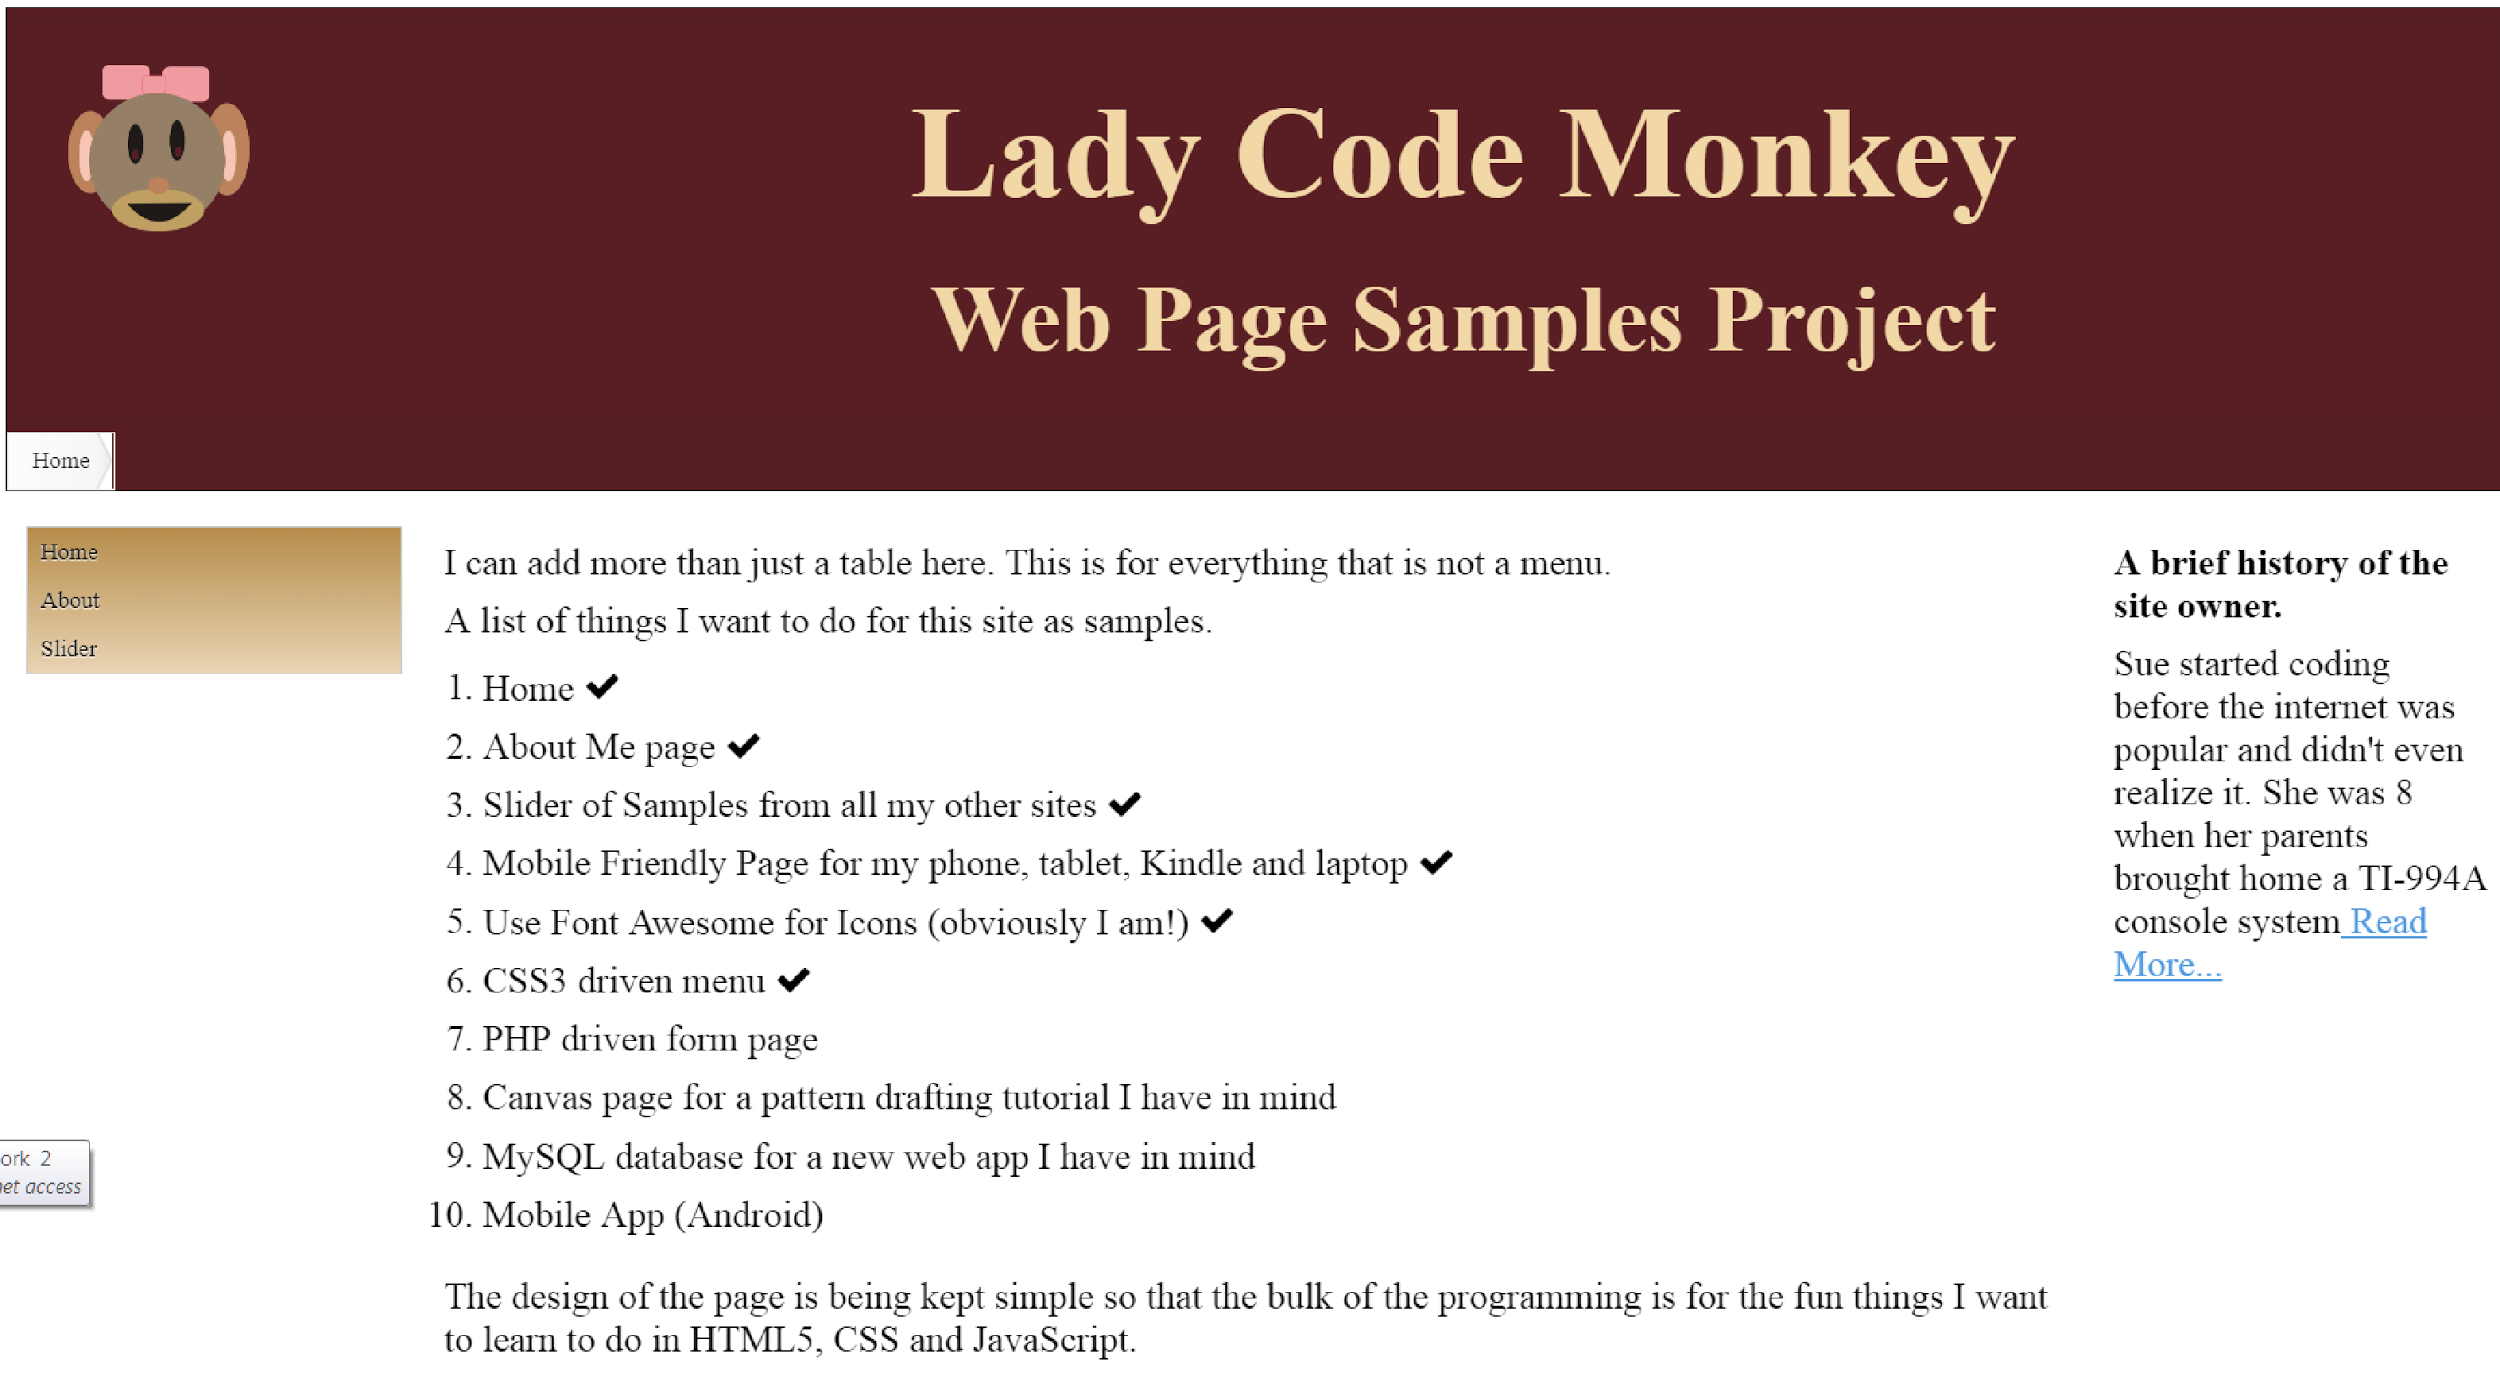 Lady Code Monkey
Web Page Samples Project
Home
Home
About
Slider
I can add more than just a table here. This is for everything that is not a menu.
A list of things I want to do for this site as samples.
1. Home ✔
2. About Me page ✔
3. Slider of Samples from all my other sites ✔
4. Mobile Friendly Page for my phone, tablet, Kindle and laptop ✔
5. Use Font Awesome for Icons (obviously I am!) ✔
6. CSS3 driven menu ✔
7. PHP driven form page
8. Canvas page for a pattern drafting tutorial I have in mind
9. MySQL database for a new web app I have in mind
10. Mobile App (Android)
The design of the page is being kept simple so that the bulk of the programming is for the fun things I want
to learn to do in HTML5, CSS and JavaScript.
A brief history of the
site owner.
Sue started coding
before the internet was
popular and didn't even
realize it. She was 8
when her parents
brought home a TI-994A
console system Read
More...
ork 2
et access